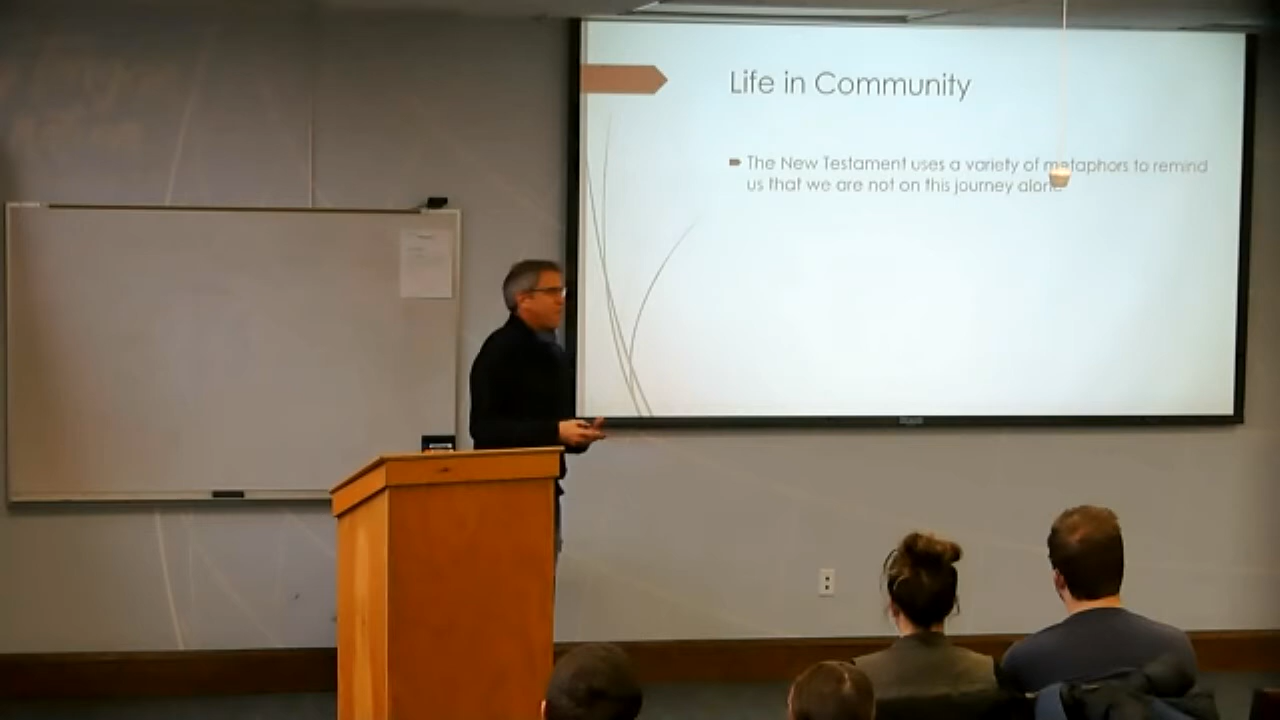 Life in Community
The New Testament uses a variety of metaphors to remind
us that we are not on this journey alone